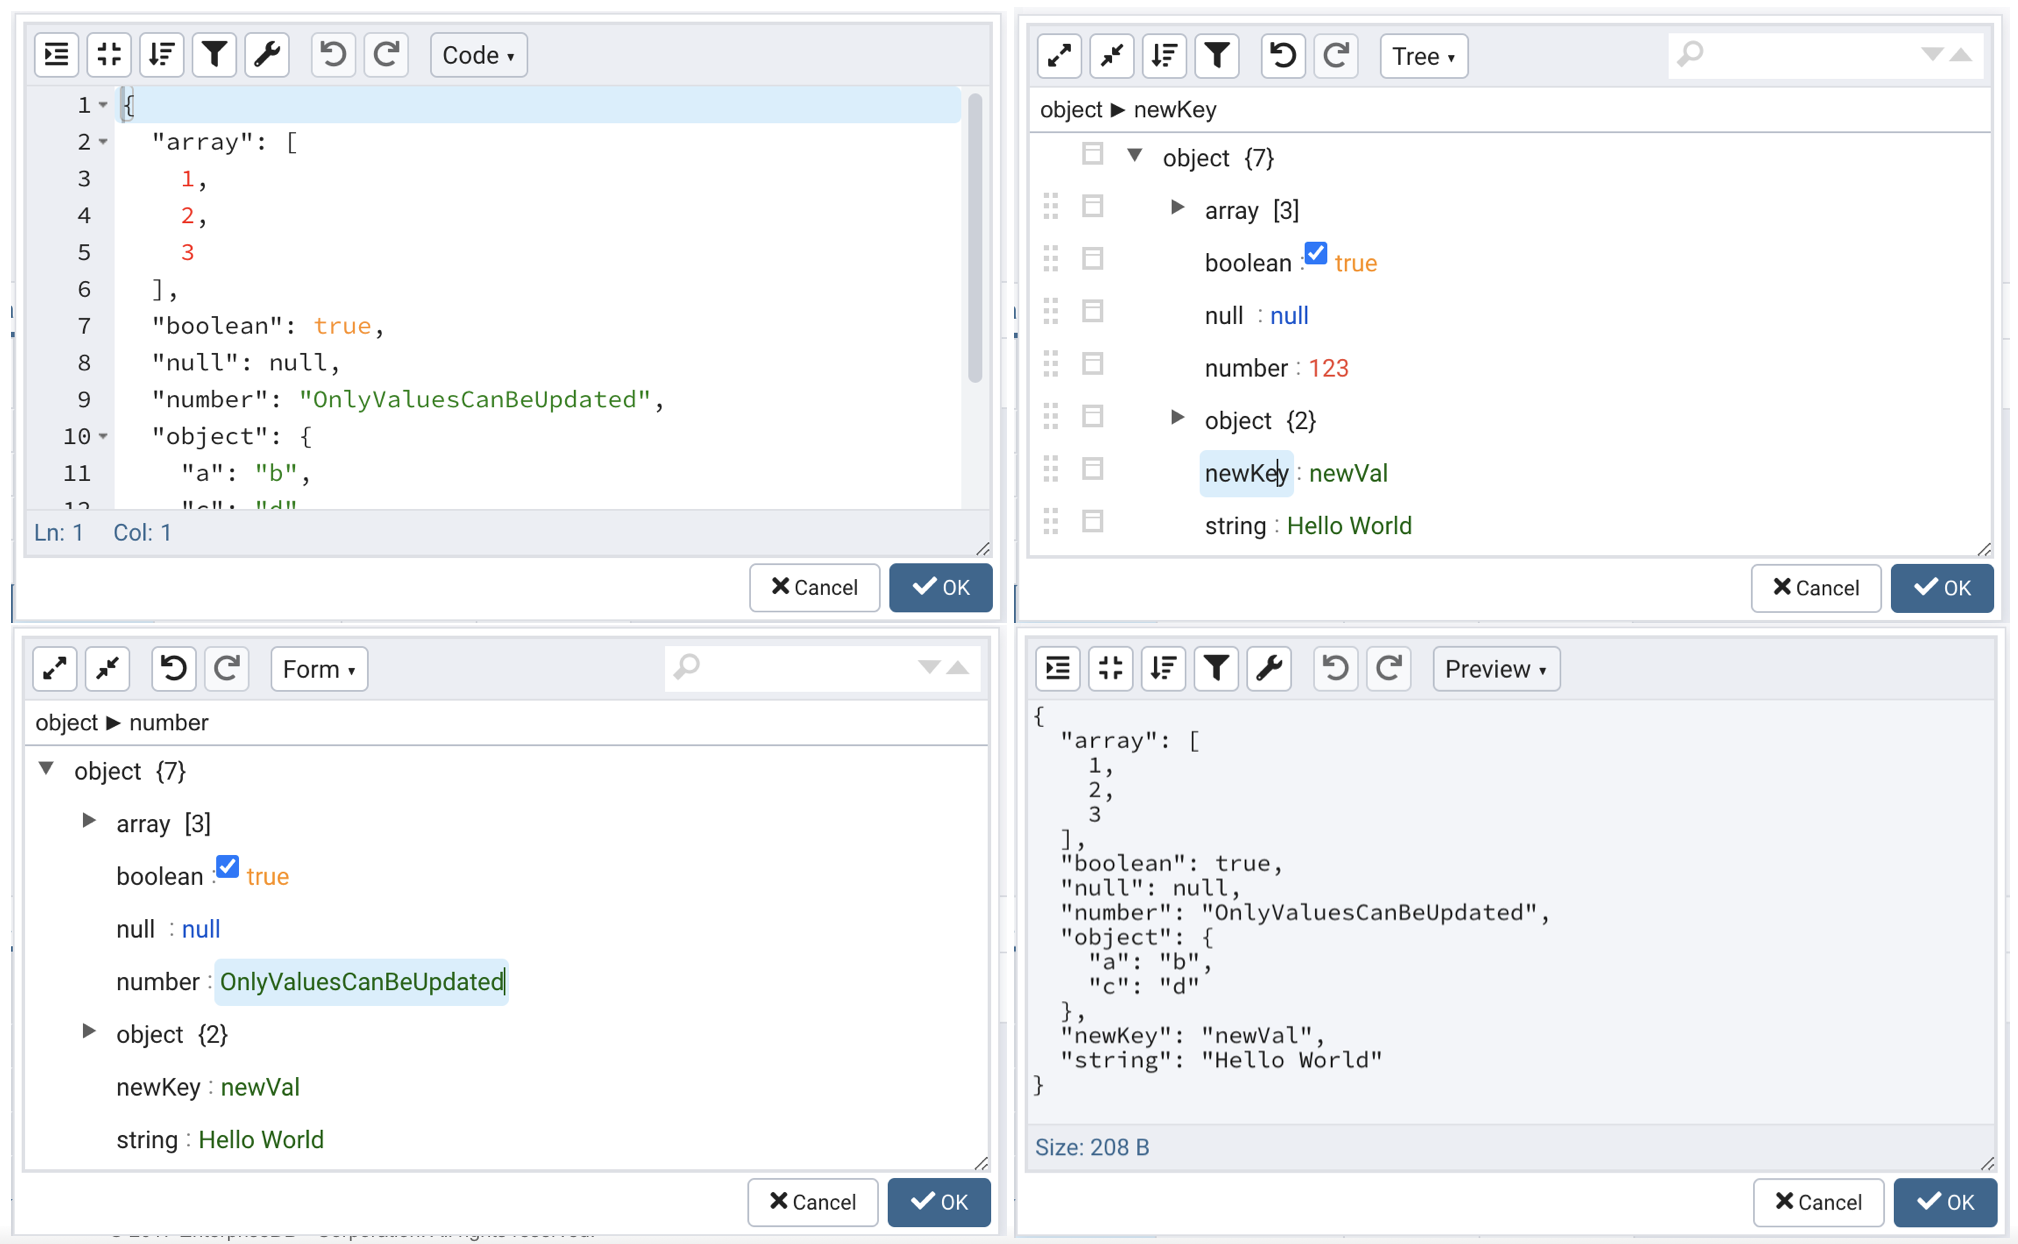 Code ▾
1 {
2 "array": [
3 1,
4 2,
5 3
6 ],
7 "boolean": true,
8 "null": null,
9 "number": "OnlyValuesCanBeUpdated",
10 "object": {
11 "a": "b",
12 "c": "d"
Ln: 1 Col: 1
Cancel OK
Tree ▾
object ► newKey
object {7}
array [3]
boolean : true
null : null
number : 123
object {2}
newKey : newVal
string : Hello World
Cancel OK
Form ▾
object ► number
object {7}
array [3]
boolean : true
null : null
number : OnlyValuesCanBeUpdated
object {2}
newKey : newVal
string : Hello World
Cancel OK
Preview ▾
{
"array": [
1,
2,
3
],
"boolean": true,
"null": null,
"number": "OnlyValuesCanBeUpdated",
"object": {
"a": "b",
"c": "d"
},
"newKey": "newVal",
"string": "Hello World"
}
Size: 208 B
Cancel OK